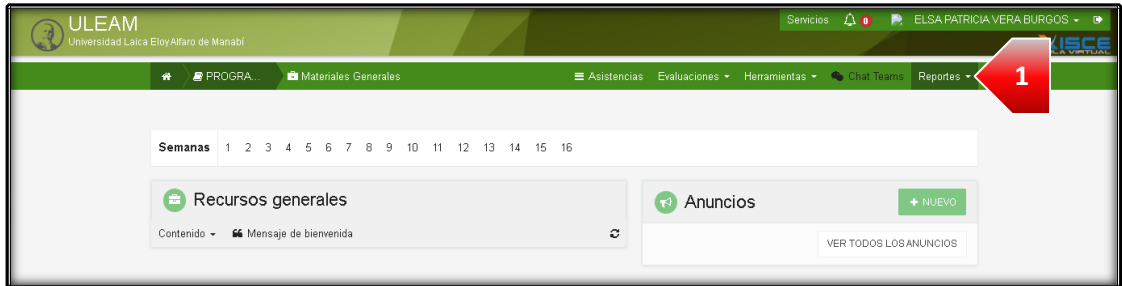 ULEAM
Universidad Laica Eloy Alfaro de Manabí
Servicios 0 ELSA PATRICIA VERA BURGOS
PROGRA... Materiales Generales Asistencias Evaluaciones Herramientas Chat Teams Reportes
1
Semanas 1 2 3 4 5 6 7 8 9 10 11 12 13 14 15 16
Recursos generales
Contenido Mensaje de bienvenida
Anuncios
+ NUEVO
VER TODOS LOS ANUNCIOS